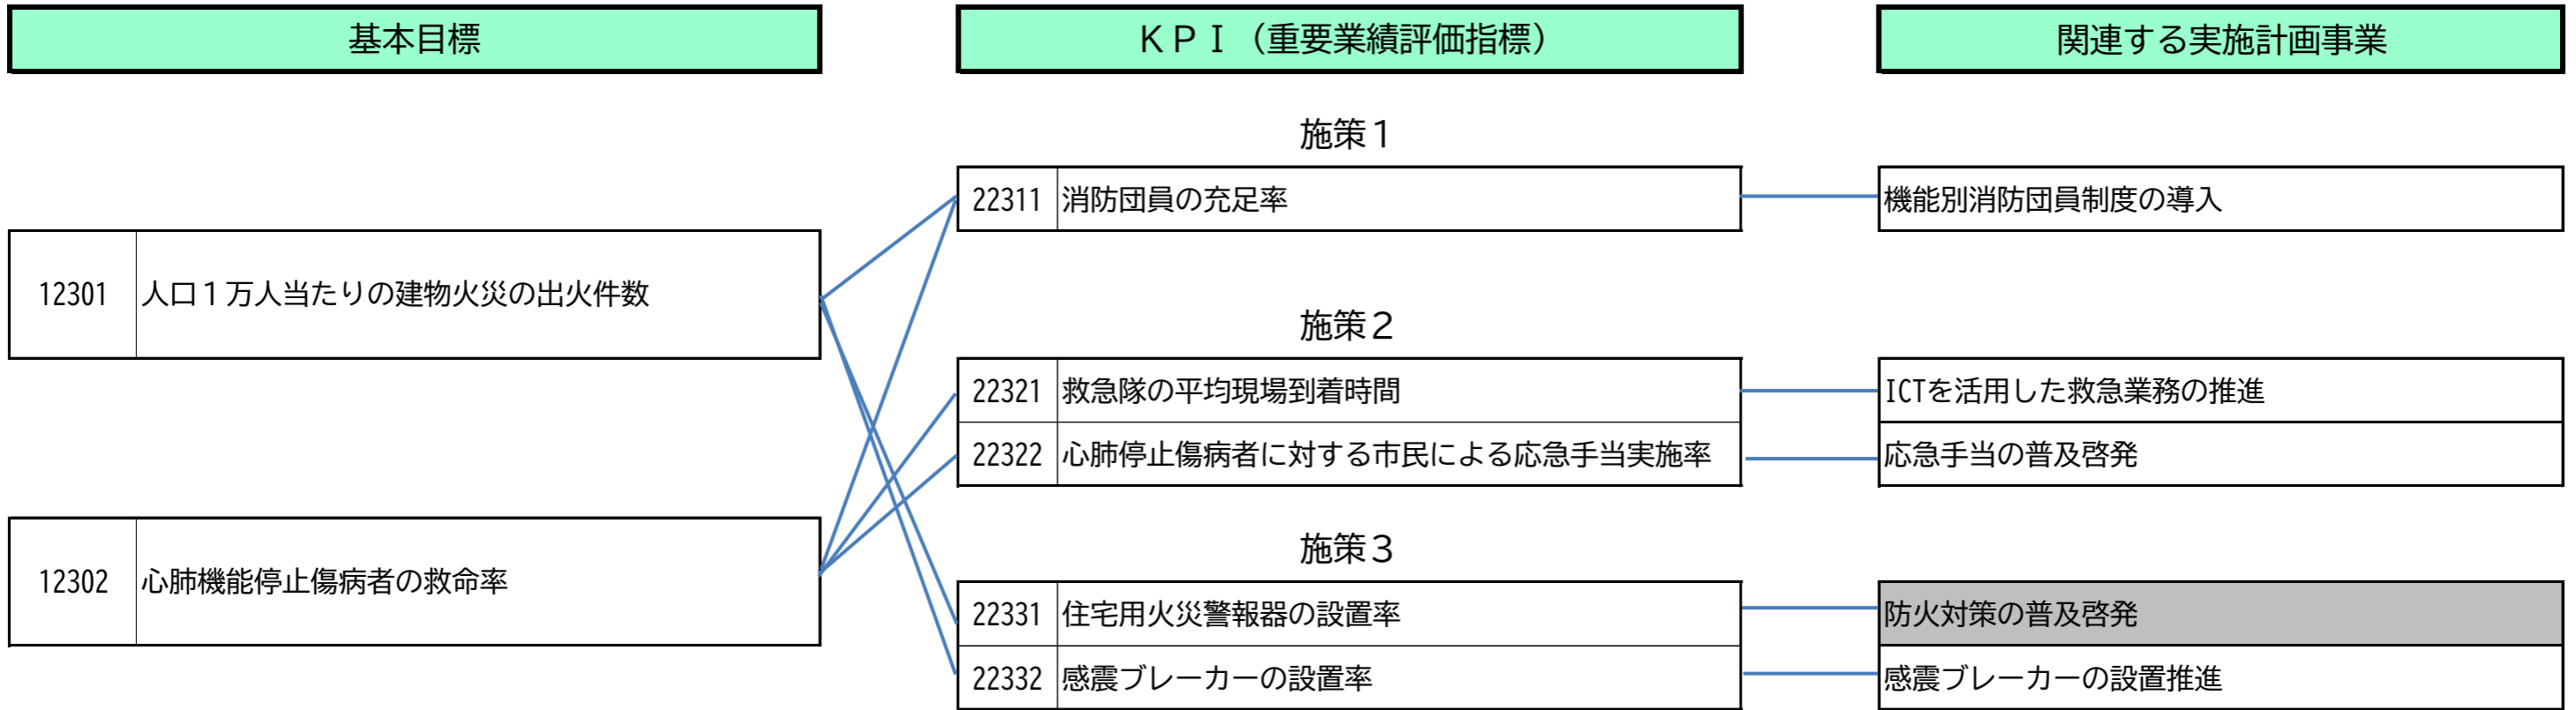 基本目標
ＫＰＩ（重要業績評価指標）
関連する実施計画事業
施策１
22311 消防団員の充足率
機能別消防団員制度の導入
12301 人口１万人当たりの建物火災の出火件数
施策２
22321 救急隊の平均現場到着時間
ICTを活用した救急業務の推進
22322 心肺停止傷病者に対する市民による応急手当実施率
応急手当の普及啓発
12302 心肺機能停止傷病者の救命率
施策３
22331 住宅用火災警報器の設置率
防火対策の普及啓発
22332 感震ブレーカーの設置率
感震ブレーカーの設置推進